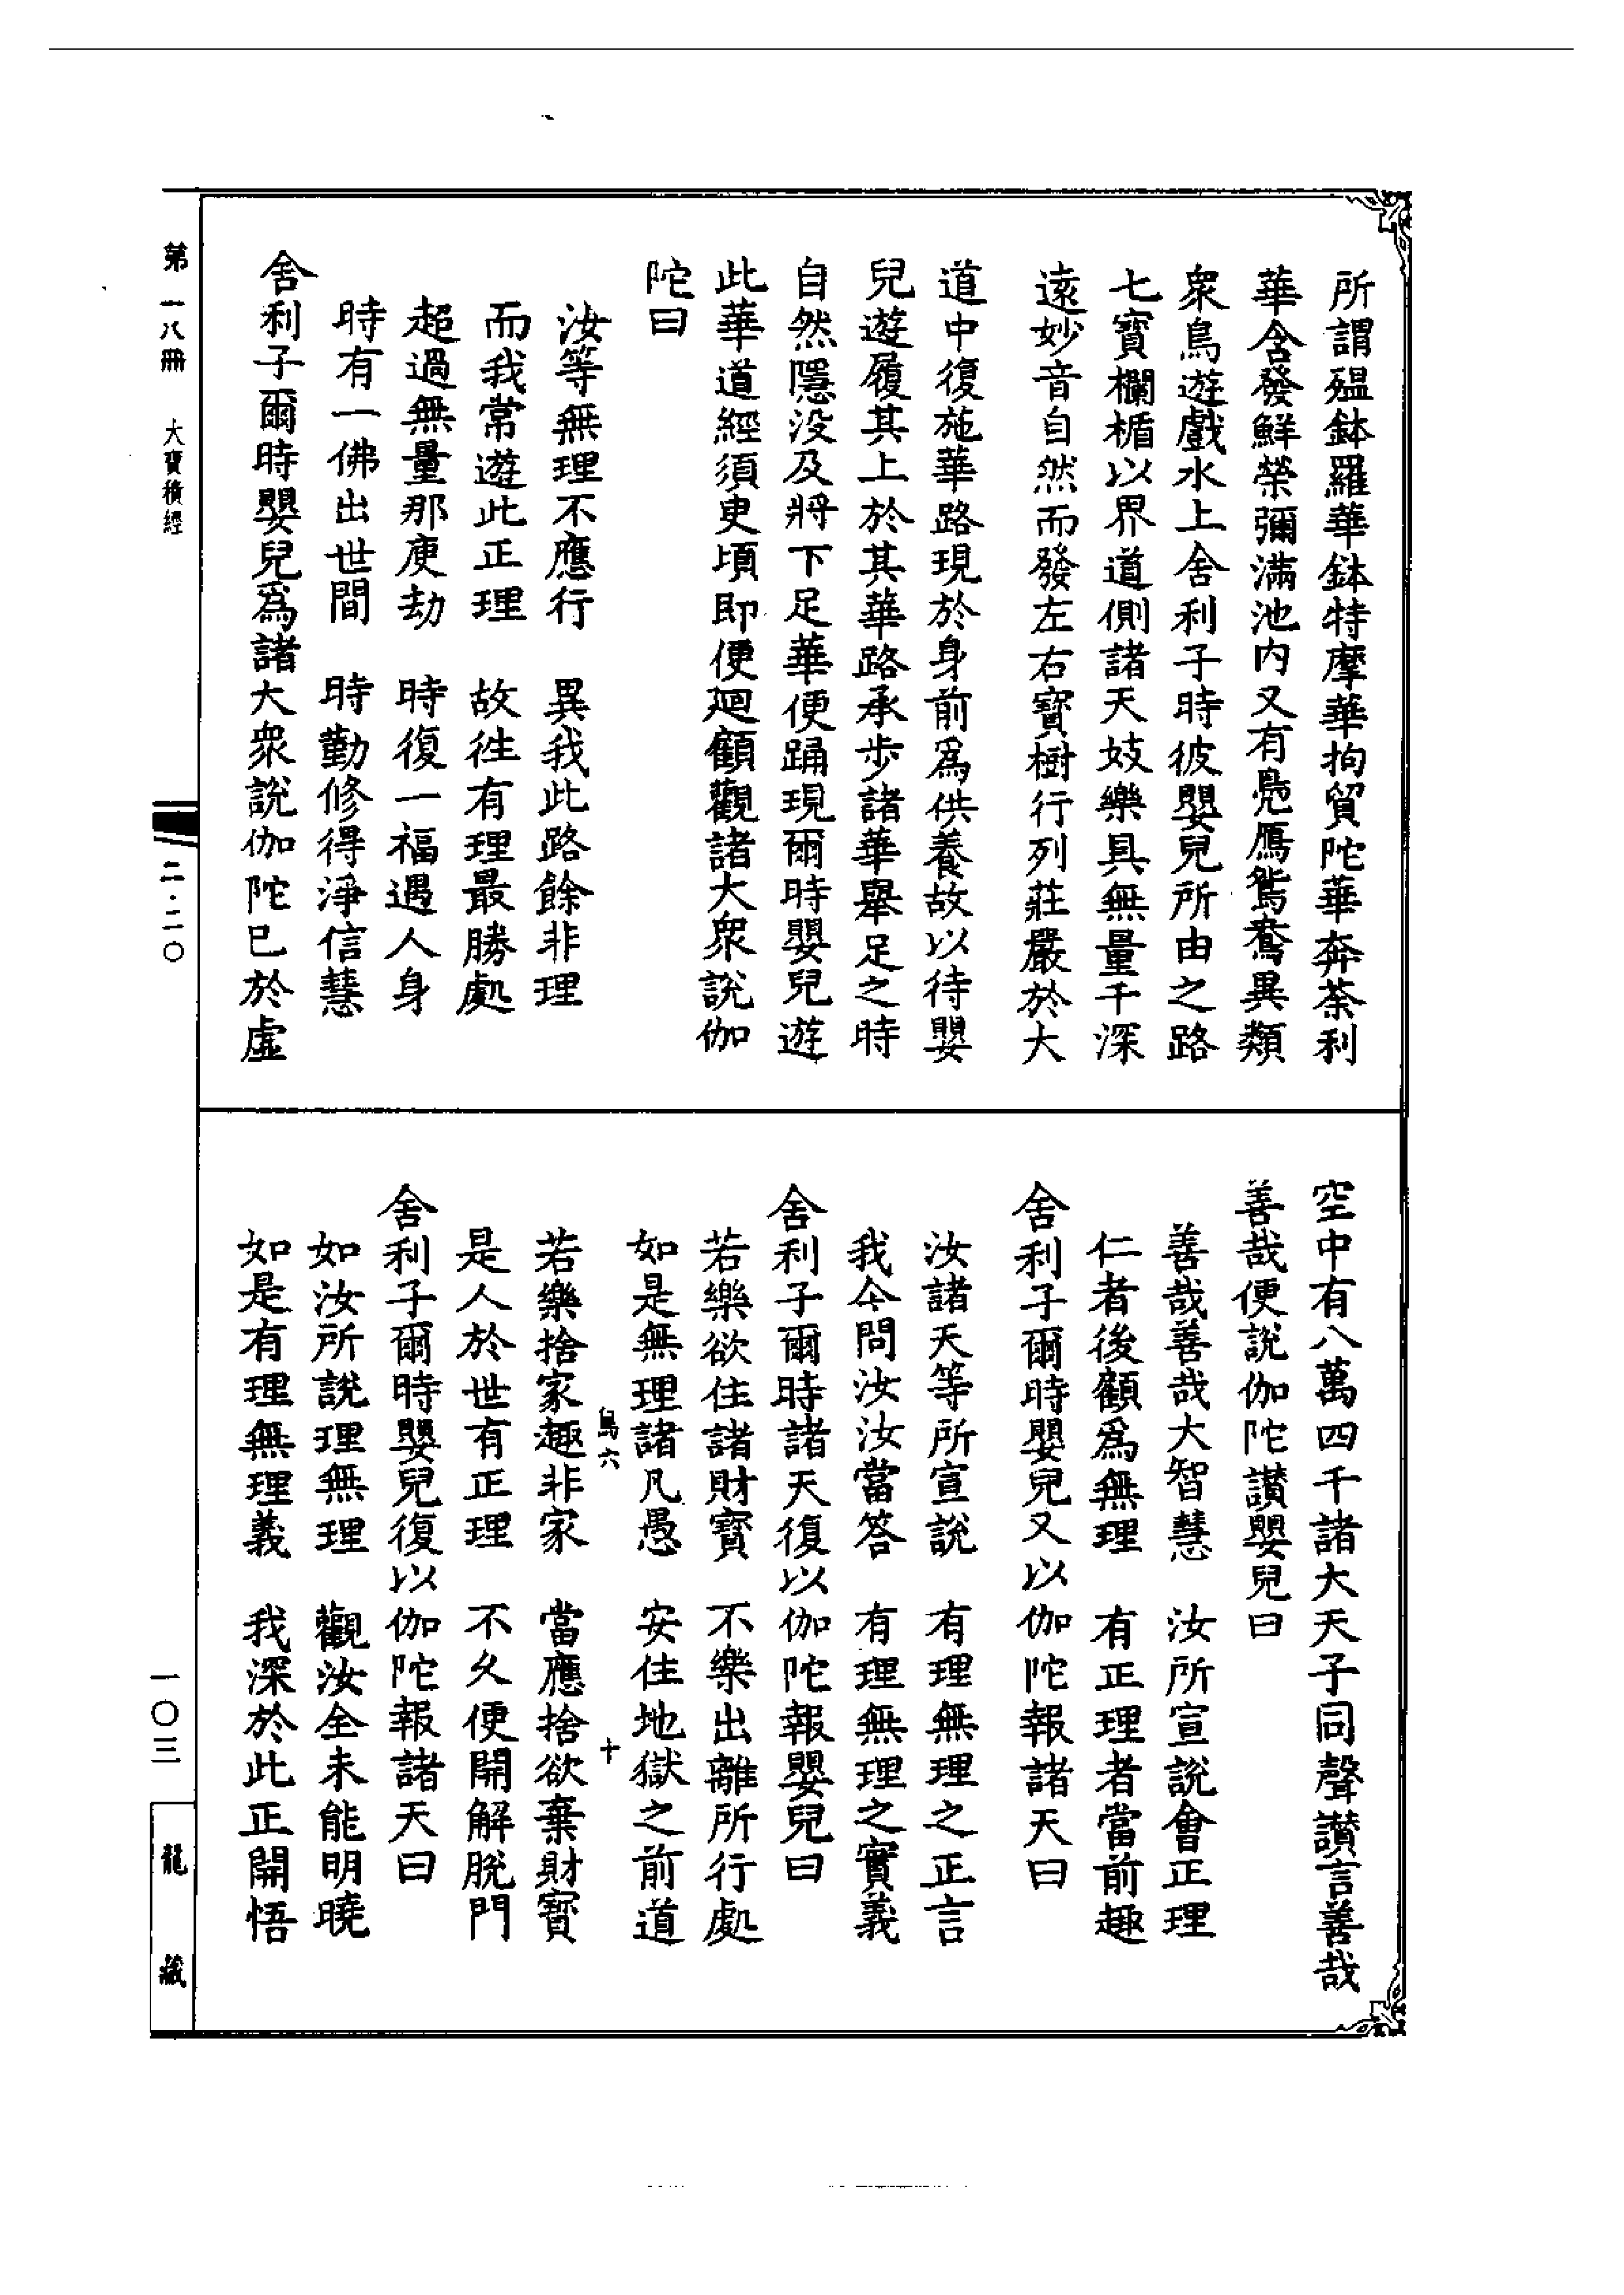 所謂殟鉢羅華鉢特摩華拘貿陀華奔荼利
華含發鮮榮彌滿池內又有鳧鴈鴛鴦異類
衆鳥遊戲水上舍利子時彼嬰兒所由之路
七寶欄楯以界道側諸天妓樂具無量千深
遠妙音自然而發左右寶樹行列莊嚴於大
道中復施華路現於身前爲供養故以待嬰
兒遊履其上於其華路承步諸華舉足之時
自然隱没及將下足華便踊現爾時嬰兒遊
此華道經須臾頃即便廻顧觀諸大衆說伽
陀曰
汝等無理不應行　異我此路餘非理
而我常遊此正理　故往有理最勝處
超過無量那庾劫　時復一福遇人身
時有一佛出世間　時勤修得淨信慧
舍利子爾時嬰兒爲諸大衆說伽陀已於虛
空中有八萬四千諸大天子同聲讃言善哉
善哉便說伽陀讃嬰兒曰
善哉善哉大智慧　汝所宣說會正理
仁者後顧爲無理　有正理者當前趣
舍利子爾時嬰兒又以伽陀報諸天曰
汝諸天等所宣說　有理無理之正言
我今問汝汝當答　有理無理之實義
舍利子爾時諸天復以伽陀報嬰兒曰
若樂欲住諸財寶　不樂出離所行處
如是無理諸凡愚　安住地獄之前道
鳥六　十
若樂捨家趣非家　當應捨欲棄財寶
是人於世有正理　不久便開解脫門
舍利子爾時嬰兒復以伽陀報諸天曰
如汝所說理無理　觀汝全未能明曉
如是有理無理義　我深於此正開悟
第一八冊　大寶積經
二·二〇
一〇三
龍藏